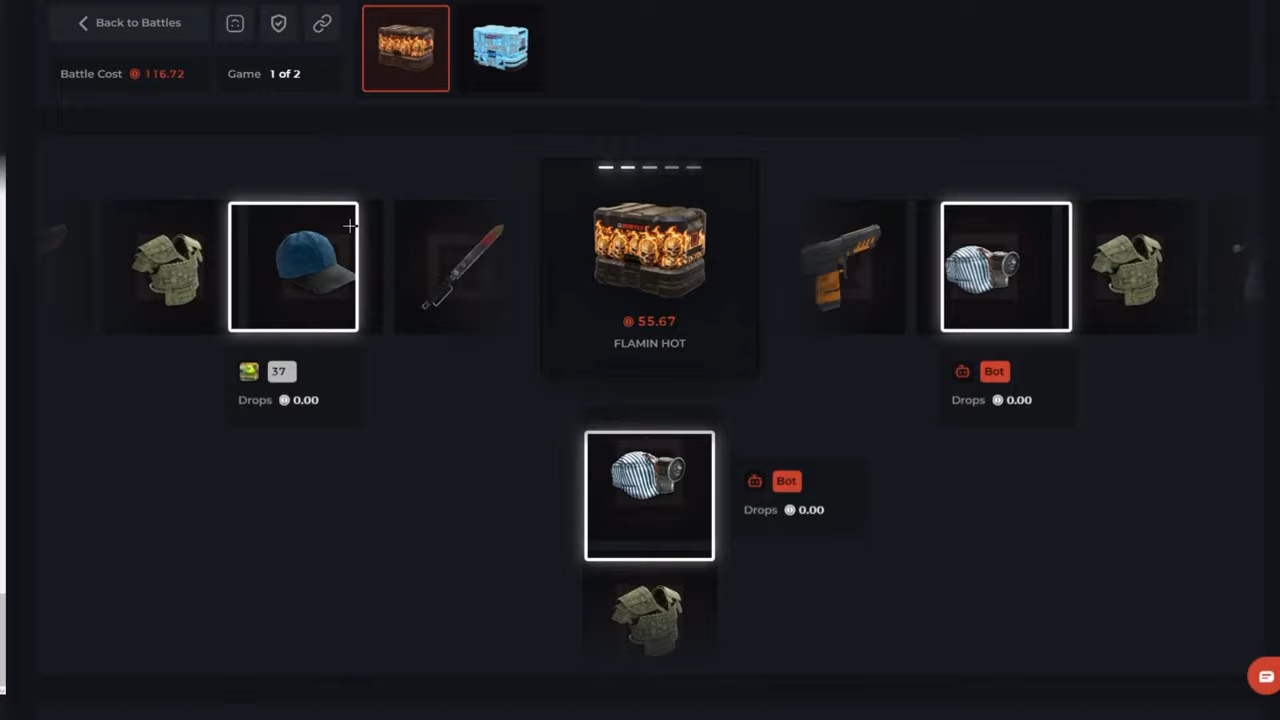 Back to Battles
Battle Cost 116.72
Game 1 of 2
55.67
FLAMIN HOT
37
Drops 0.00
Bot
Drops 0.00
Bot
Drops 0.00